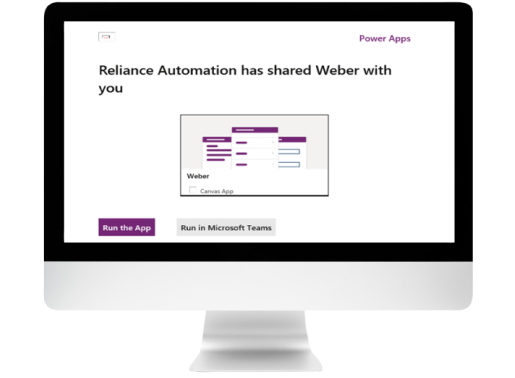 Power Apps
Reliance Automation has shared Weber with
you
Weber
Canvas App
Run the App
Run in Microsoft Teams